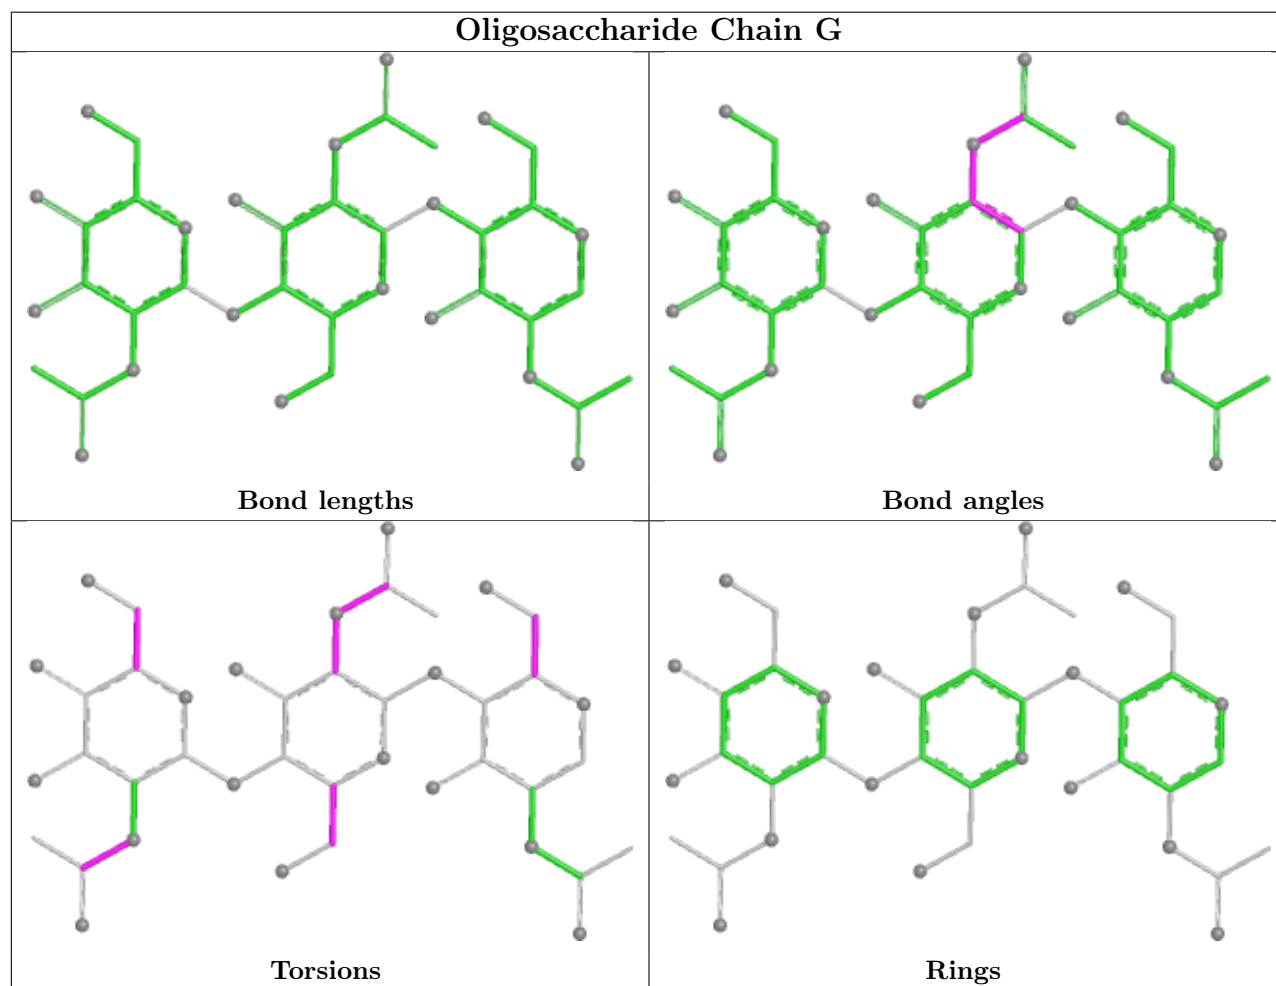 Oligosaccharide Chain G
Bond lengths
Bond angles
Torsions
Rings